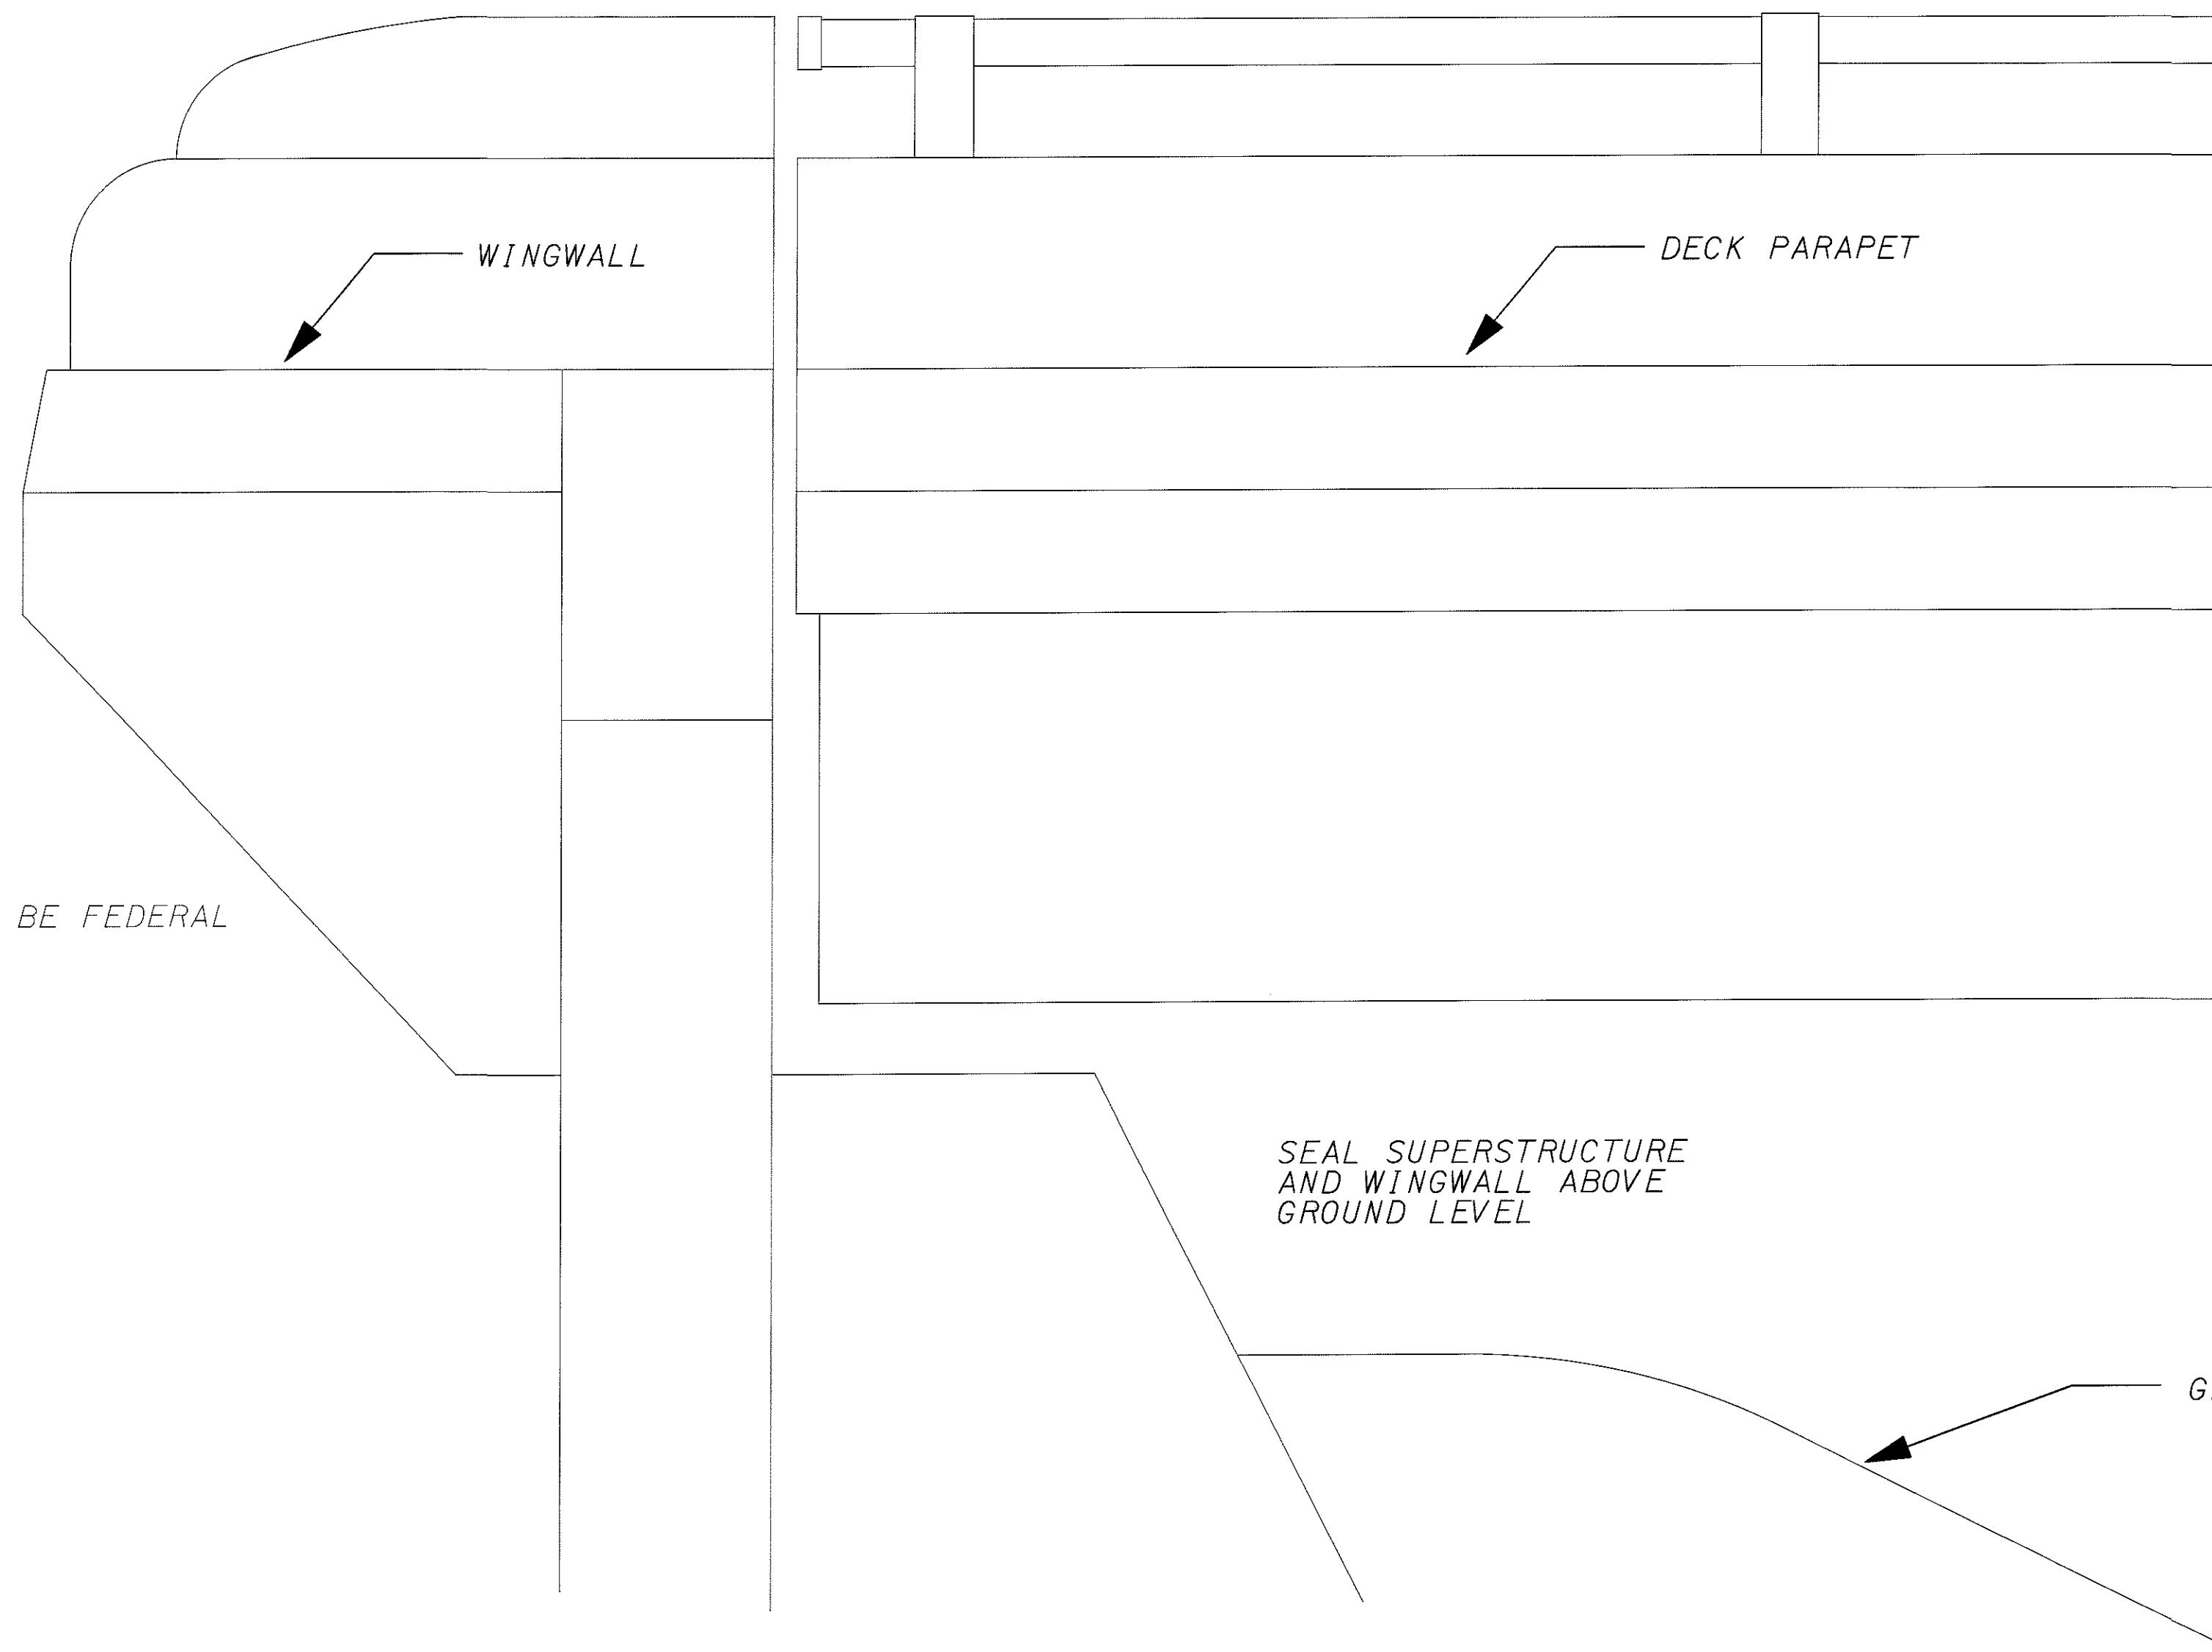 WINGWALL
DECK PARAPET
BE FEDERAL
SEAL SUPERSTRUCTURE
AND WINGWALL ABOVE
GROUND LEVEL